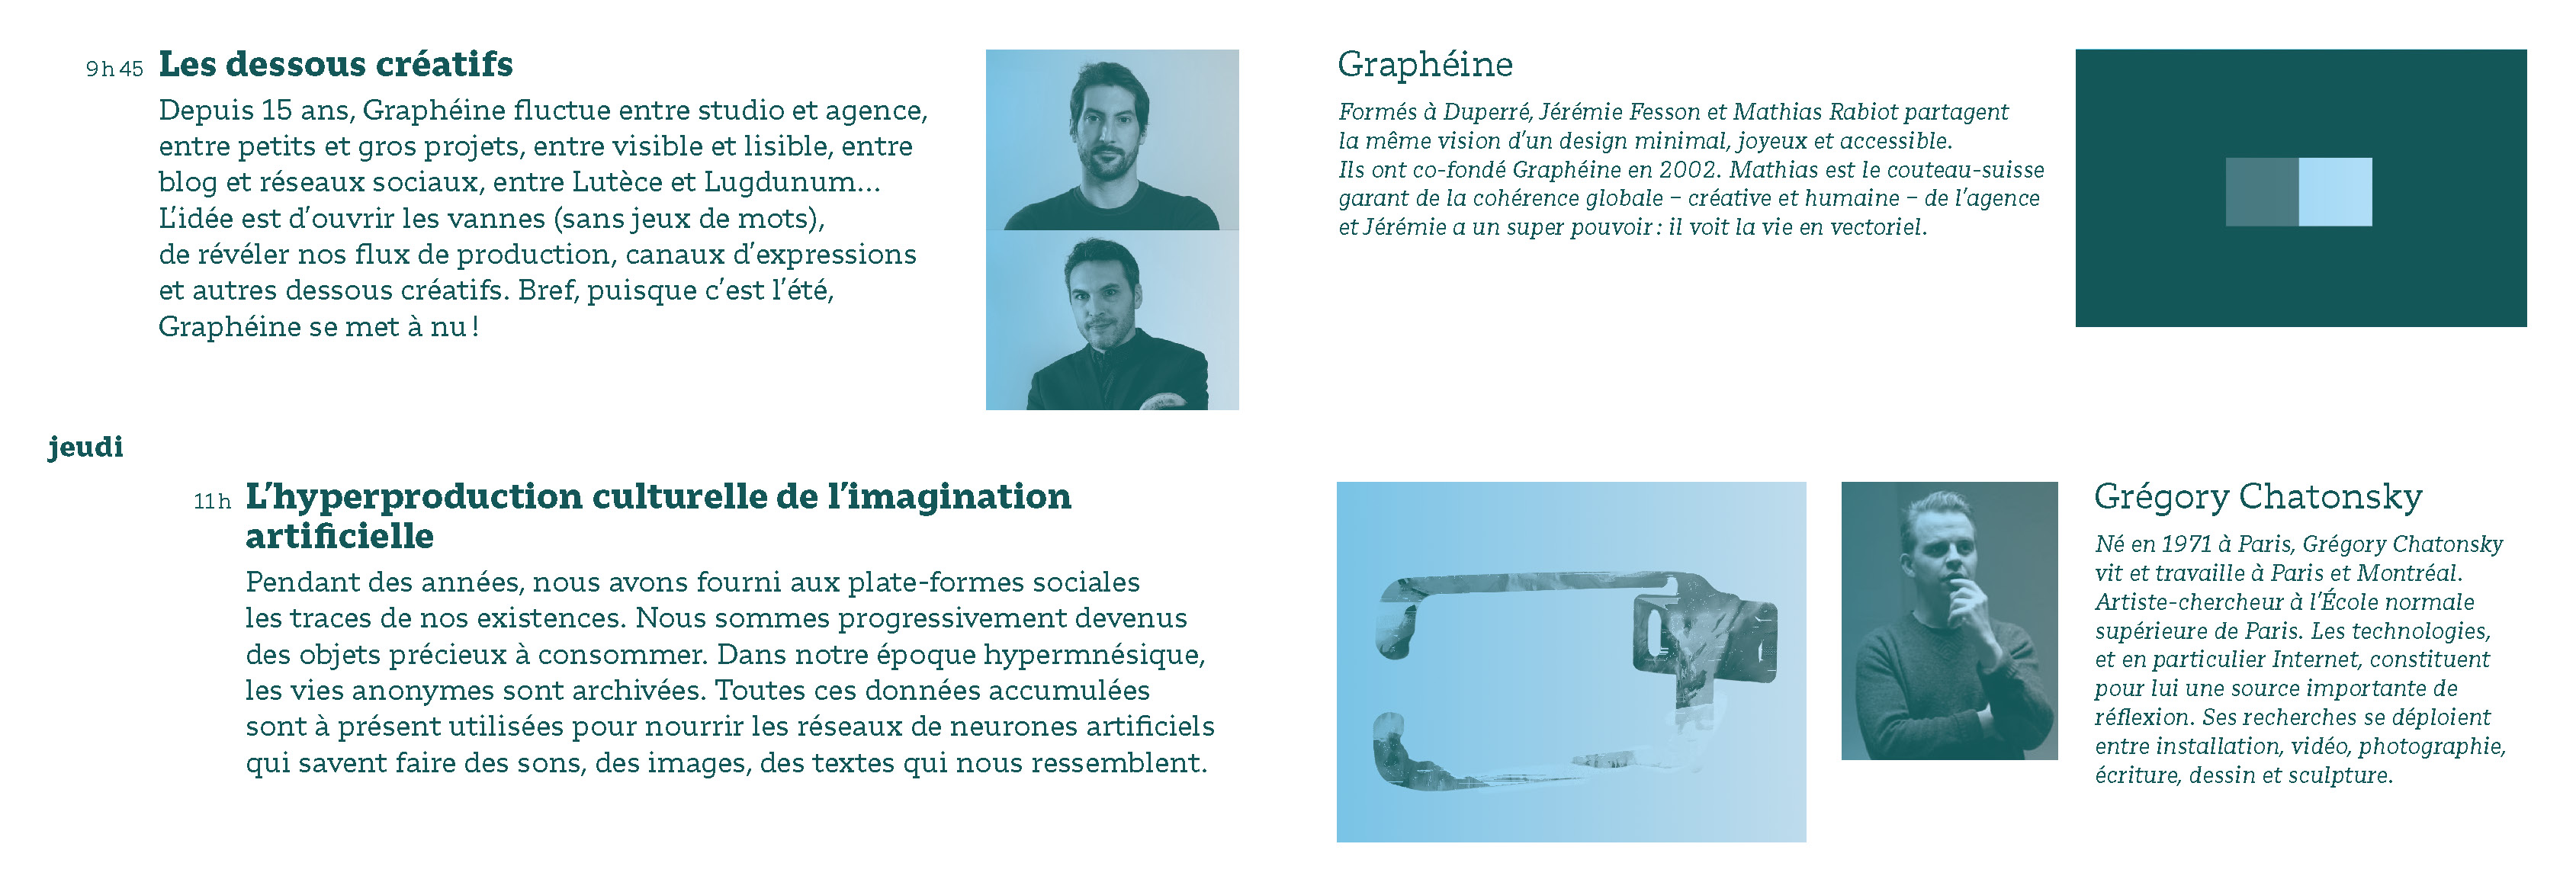 9 h 45 Les dessous créatifs
Depuis 15 ans, Graphéine fluctue entre studio et agence,
entre petits et gros projets, entre visible et lisible, entre
blog et réseaux sociaux, entre Lutèce et Lugdunum…
L’idée est d’ouvrir les vannes (sans jeux de mots),
de révéler nos flux de production, canaux d’expressions
et autres dessous créatifs. Bref, puisque c’est l’été,
Graphéine se met à nu !
Graphéine
Formés à Duperré, Jérémie Fesson et Mathias Rabiot partagent
la même vision d’un design minimal, joyeux et accessible.
Ils ont co-fondé Graphéine en 2002. Mathias est le couteau-suisse
garant de la cohérence globale – créative et humaine – de l’agence
et Jérémie a un super pouvoir : il voit la vie en vectoriel.
jeudi
11 h L’hyperproduction culturelle de l’imagination
artificielle
Pendant des années, nous avons fourni aux plate-formes sociales
les traces de nos existences. Nous sommes progressivement devenus
des objets précieux à consommer. Dans notre époque hypermnésique,
les vies anonymes sont archivées. Toutes ces données accumulées
sont à présent utilisées pour nourrir les réseaux de neurones artificiels
qui savent faire des sons, des images, des textes qui nous ressemblent.
Grégory Chatonsky
Né en 1971 à Paris, Grégory Chatonsky
vit et travaille à Paris et Montréal.
Artiste-chercheur à l’École normale
supérieure de Paris. Les technologies,
et en particulier Internet, constituent
pour lui une source importante de
réflexion. Ses recherches se déploient
entre installation, vidéo, photographie,
écriture, dessin et sculpture.